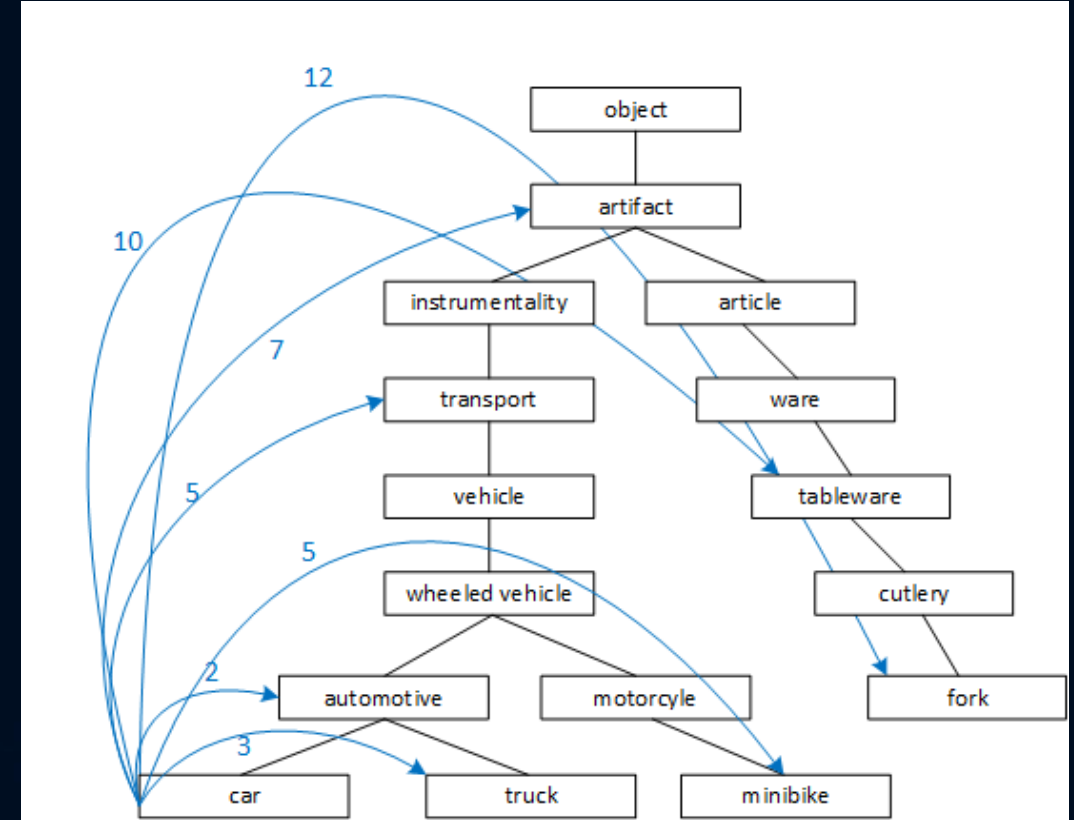 12
object
artifact
10
instrumentality
article
7
transport
ware
5
vehicle
tableware
5
wheeled vehicle
cutlery
2
automotive
motorcyle
fork
3
car
truck
minibike